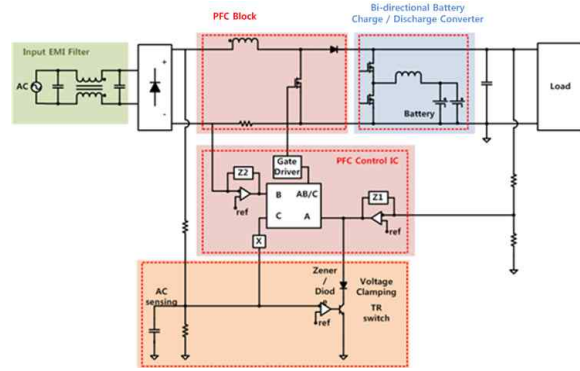 PFC Block
Bi-directional Battery
Charge / Discharge Converter
Input EMI Filter
AC
+
-
Battery
Load
PFC Control IC
Gate
Driver
Z2
B
AB/C
C
A
Z1
ref
ref
X
AC
sensing
Zener
/
Diod
Voltage
Clamping
TR
switch
ref